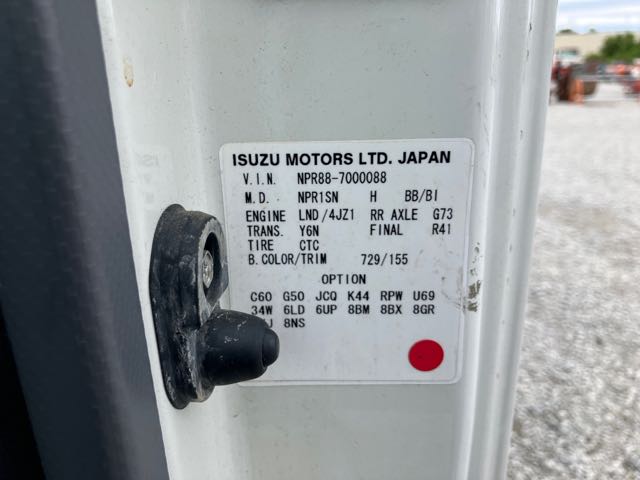 ISUZU MOTORS LTD. JAPAN
V.I.N. NPR88-7000088
M.D. NPR1SN H BB/BI
ENGINE LND/4JZ1 RR AXLE G73
TRANS. Y6N FINAL R41
TIRE CTC
B.COLOR/TRIM 729/155
OPTION
C60 G50 JCQ K44 RPW U69
34W 6LD 6UP 8BM 8BX 8GR
J 8NS